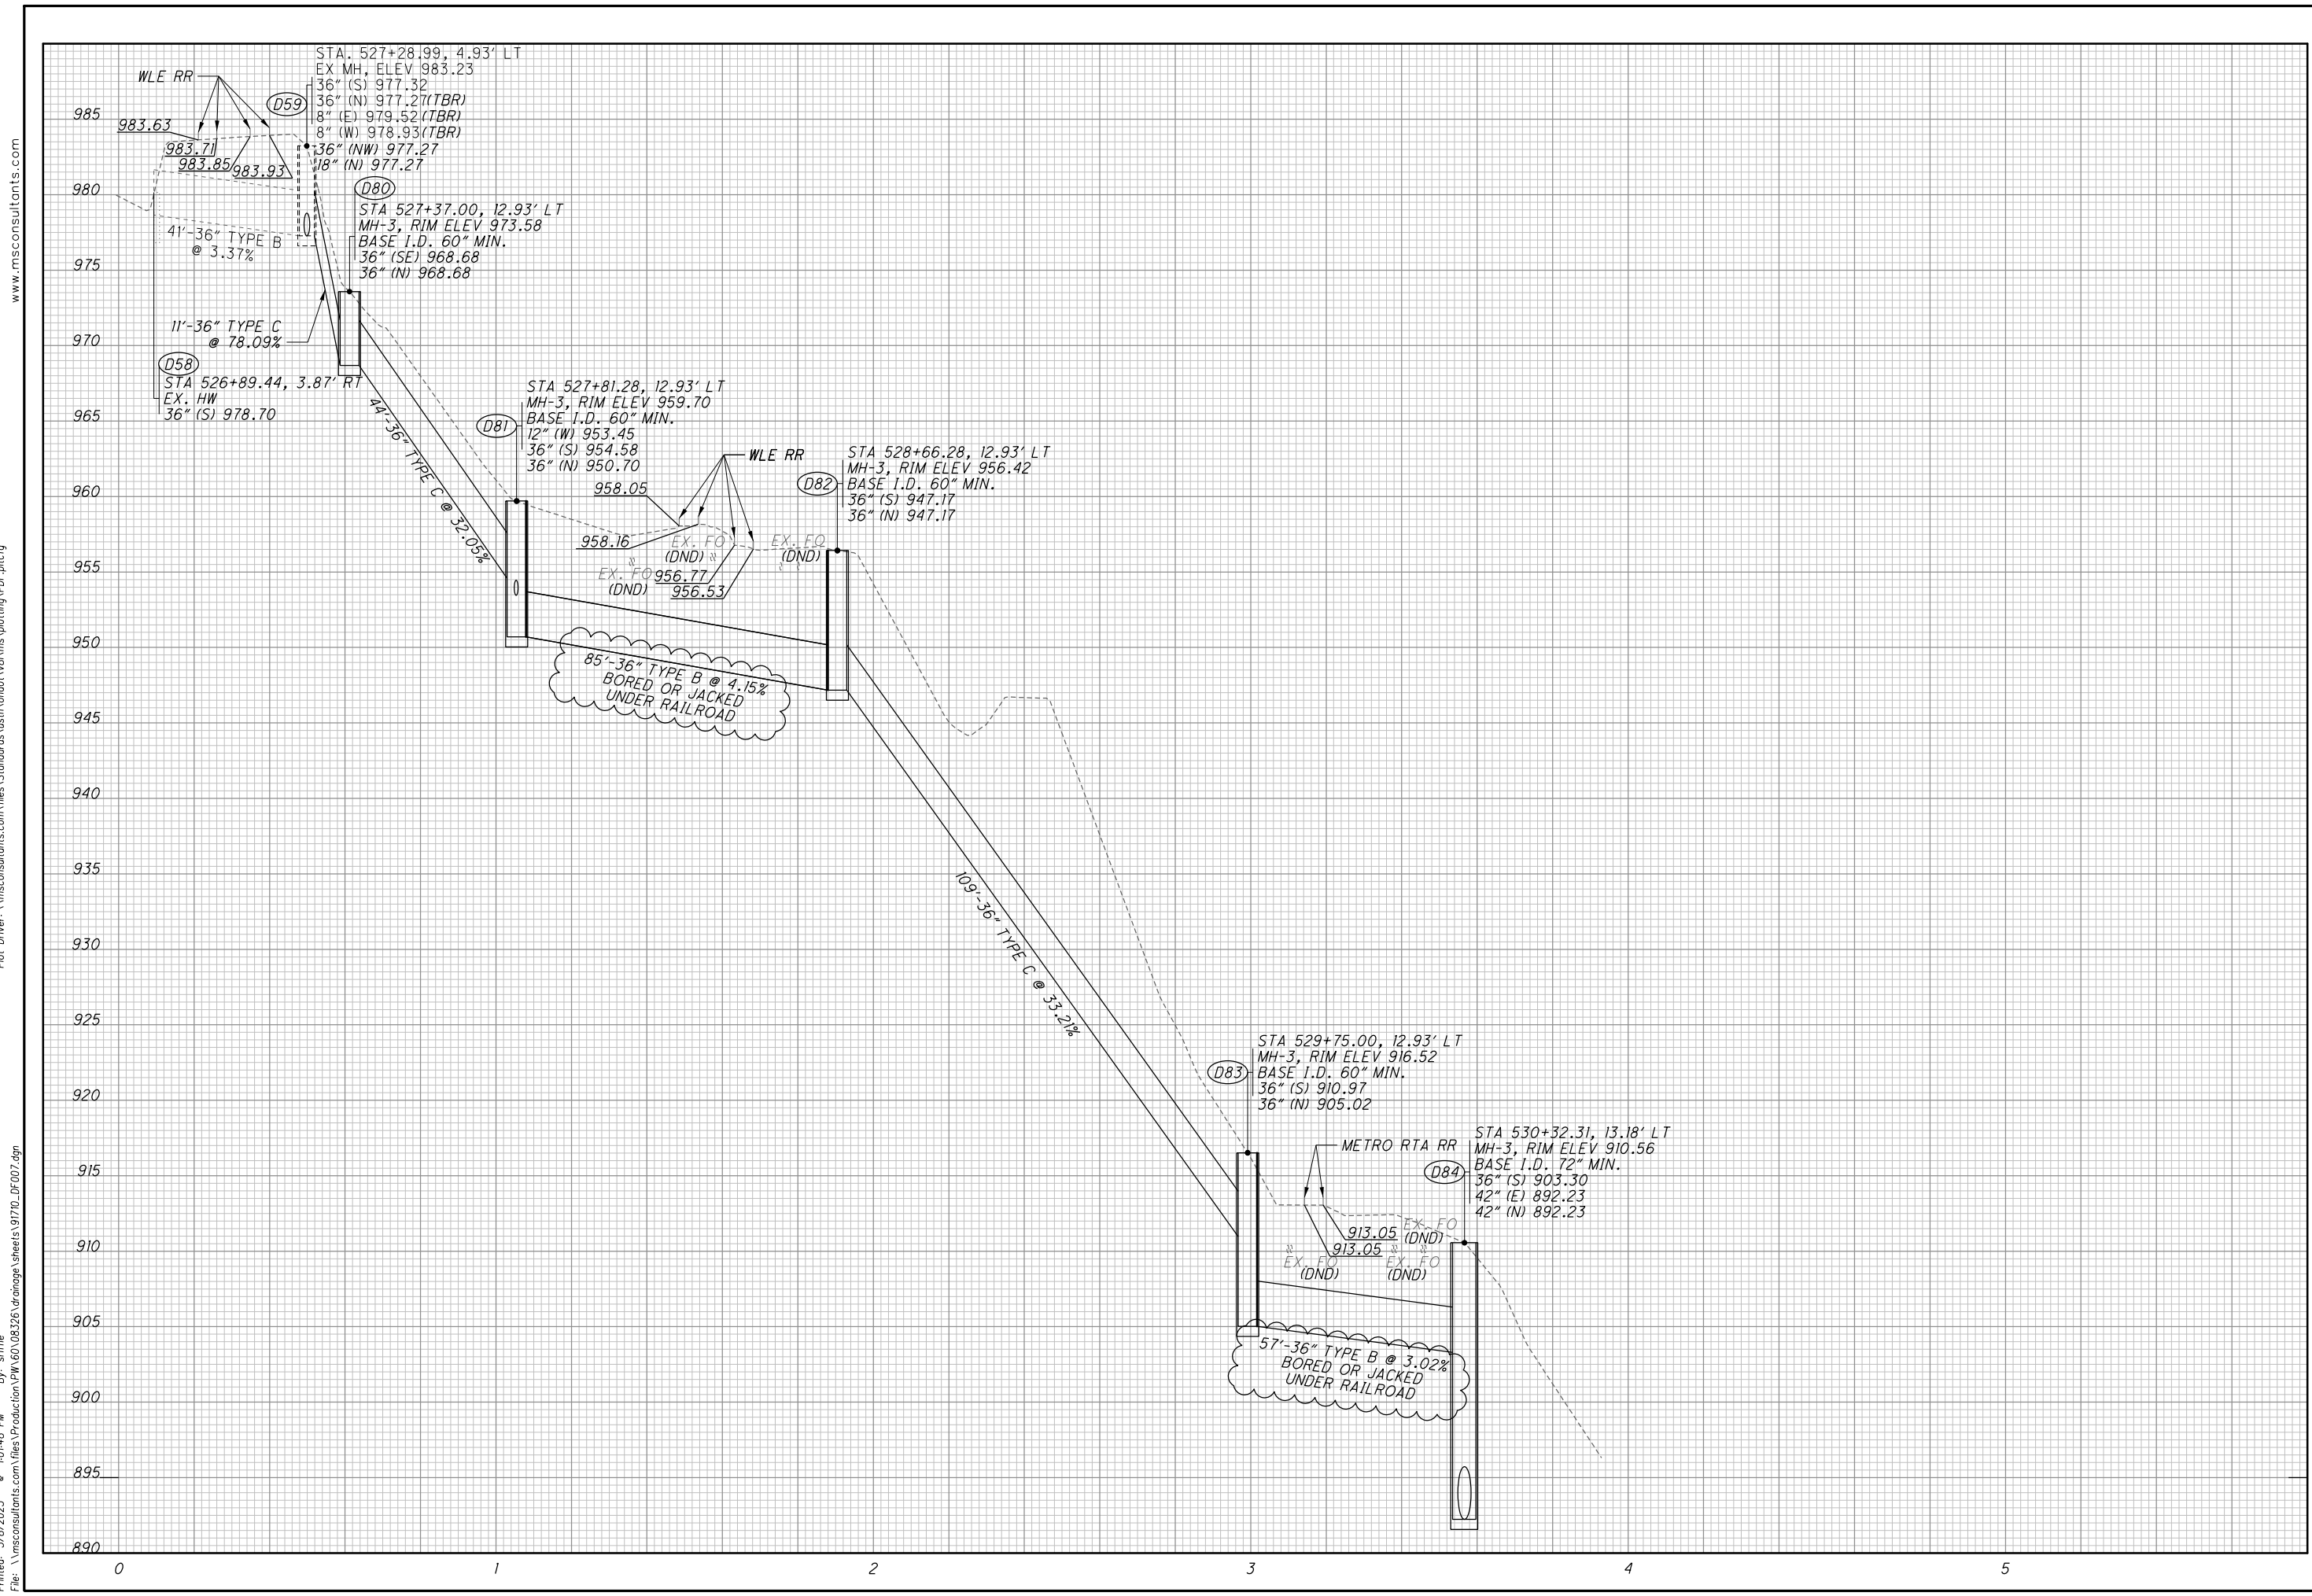 STA. 527+28.99, 4.93' LT
EX MH, ELEV 983.23
36" (S) 977.32
36" (N) 977.27(TBR)
8" (E) 979.52(TBR)
8" (W) 978.93(TBR)
36" (NW) 977.27
18" (N) 977.27
WLE RR
D59
983.63
983.71
983.85
983.93
D80
STA 527+37.00, 12.93' LT
MH-3, RIM ELEV 973.58
BASE I.D. 60" MIN.
36" (SE) 968.68
36" (N) 968.68
41'-36" TYPE B
@ 3.37%
11'-36" TYPE C
@ 78.09%
D58
STA 526+89.44, 3.87' RT
EX. HW
36" (S) 978.70
44'-36" TYPE C @ 32.05%
D81
STA 527+81.28, 12.93' LT
MH-3, RIM ELEV 959.70
BASE I.D. 60" MIN.
12" (W) 953.45
36" (S) 954.58
36" (N) 950.70
WLE RR
958.05
958.16
EX. FO
(DND)
EX. FO
(DND)
EX. FO
(DND)
956.77
956.53
D82
STA 528+66.28, 12.93' LT
MH-3, RIM ELEV 956.42
BASE I.D. 60" MIN.
36" (S) 947.17
36" (N) 947.17
85'-36" TYPE B @ 4.15%
BORED OR JACKED
UNDER RAILROAD
109'-36" TYPE C @ 33.21%
D83
STA 529+75.00, 12.93' LT
MH-3, RIM ELEV 916.52
BASE I.D. 60" MIN.
36" (S) 910.97
36" (N) 905.02
METRO RTA RR
D84
STA 530+32.31, 13.18' LT
MH-3, RIM ELEV 910.56
BASE I.D. 72" MIN.
36" (S) 903.30
42" (E) 892.23
42" (N) 892.23
913.05
913.05
EX. FO
(DND)
EX. FO
(DND)
EX. FO
(DND)
57'-36" TYPE B @ 3.02%
BORED OR JACKED
UNDER RAILROAD
985
980
975
970
965
960
955
950
945
940
935
930
925
920
915
910
905
900
895
890
0 1 2 3 4 5
www.msconsultants.com
File: \\msconsultants.com\files\Production\PW\60\08326\drainage\sheets\91710_DF007.dgn